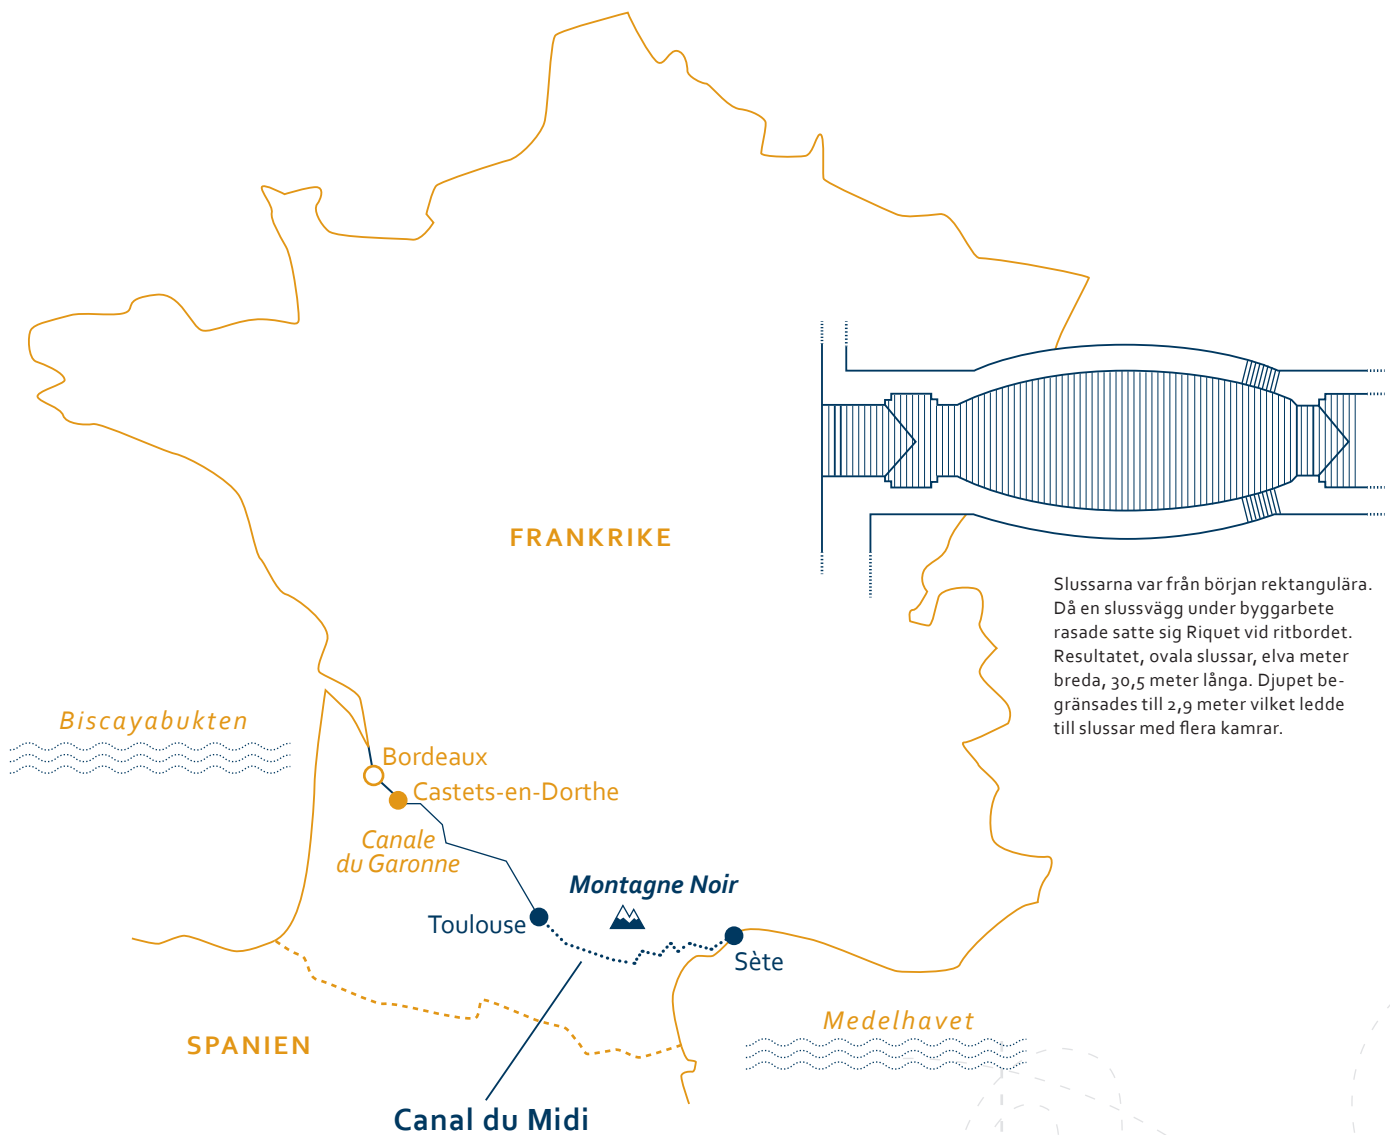 FRANKRIKE
Slussarna var från början rektangulära.
Då en slussvägg under byggarbete
rasade satte sig Riquet vid ritbordet.
Resultatet, ovala slussar, elva meter
breda, 30,5 meter långa. Djupet be-
gränsades till 2,9 meter vilket ledde
till slussar med flera kamrar.
Biscayabukten
Bordeaux
Castets-en-Dorthe
Canale
du Garonne
Montagne Noir
Toulouse
Sète
Medelhavet
SPANIEN
Canal du Midi